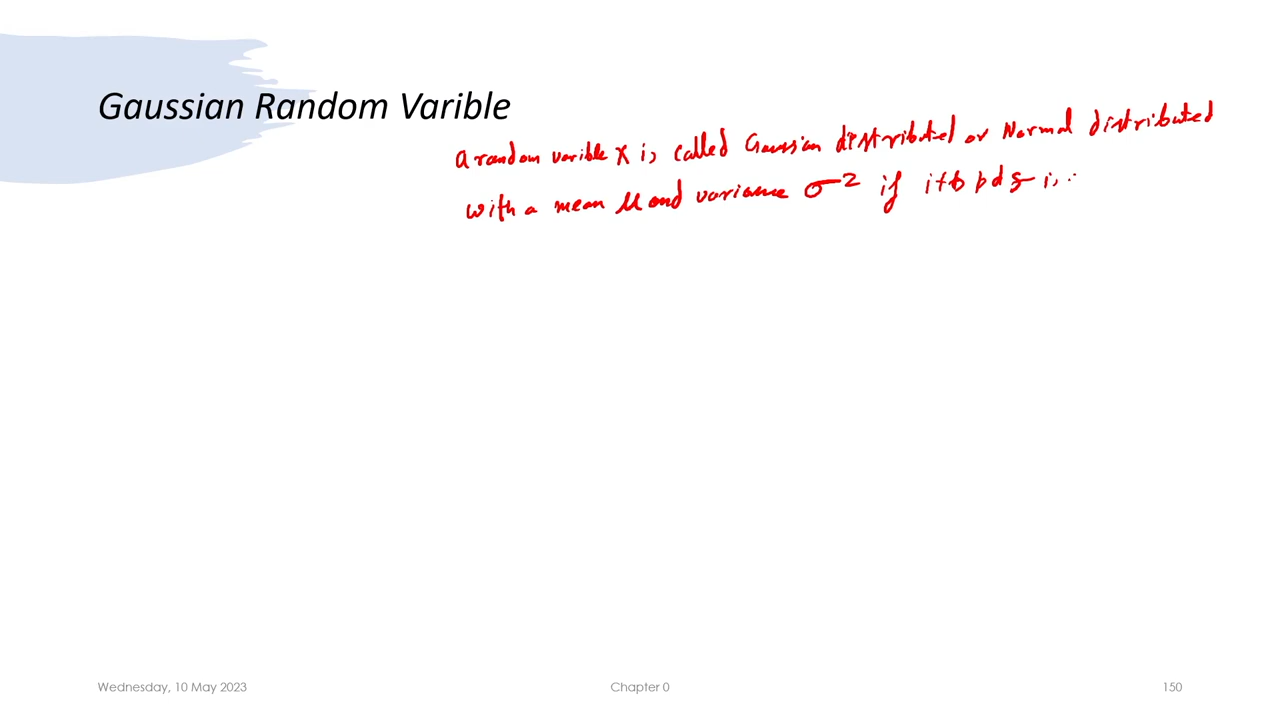 Gaussian Random Varible
a random varible X is called Gaussian distributed or Normal distributed
with a mean μ and variance σ² if its pdf is
Wednesday, 10 May 2023
Chapter 0
150